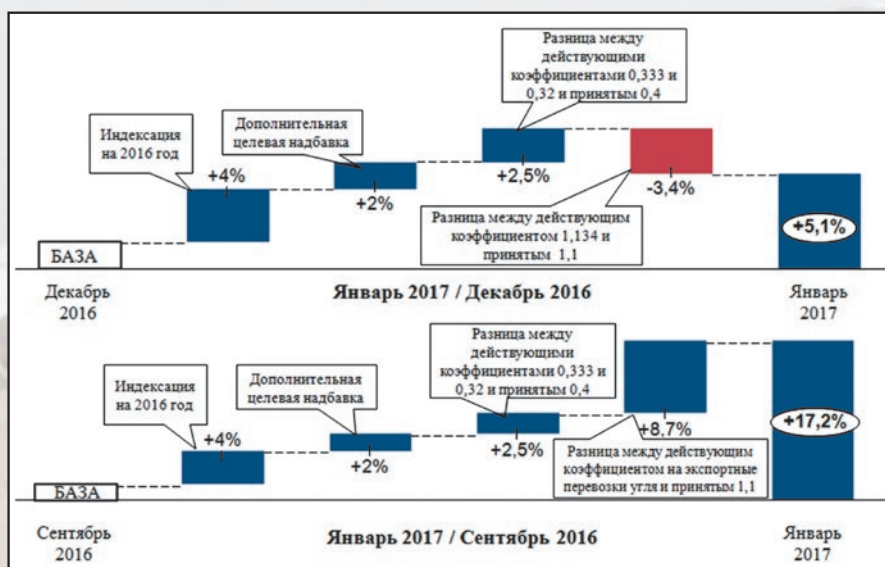 Разница между
действующими
коэффициентами 0,333 и
0,32 и принятым 0,4
Индексация
на 2016 год
Дополнительная
целевая надбавка
+4%
+2%
+2,5%
-3,4%
Разница между действующим
коэффициентом 1,134 и
принятым 1,1
+5,1%
БАЗА
Декабрь
2016
Январь 2017 / Декабрь 2016
Январь
2017
Разница между
действующими
коэффициентами 0,333 и
0,32 и принятым 0,4
Индексация
на 2016 год
Дополнительная
целевая надбавка
+4%
+2%
+2,5%
+8,7%
+17,2%
Разница между действующим
коэффициентом на экспортные
перевозки угля и принятым 1,1
БАЗА
Сентябрь
2016
Январь 2017 / Сентябрь 2016
Январь
2017